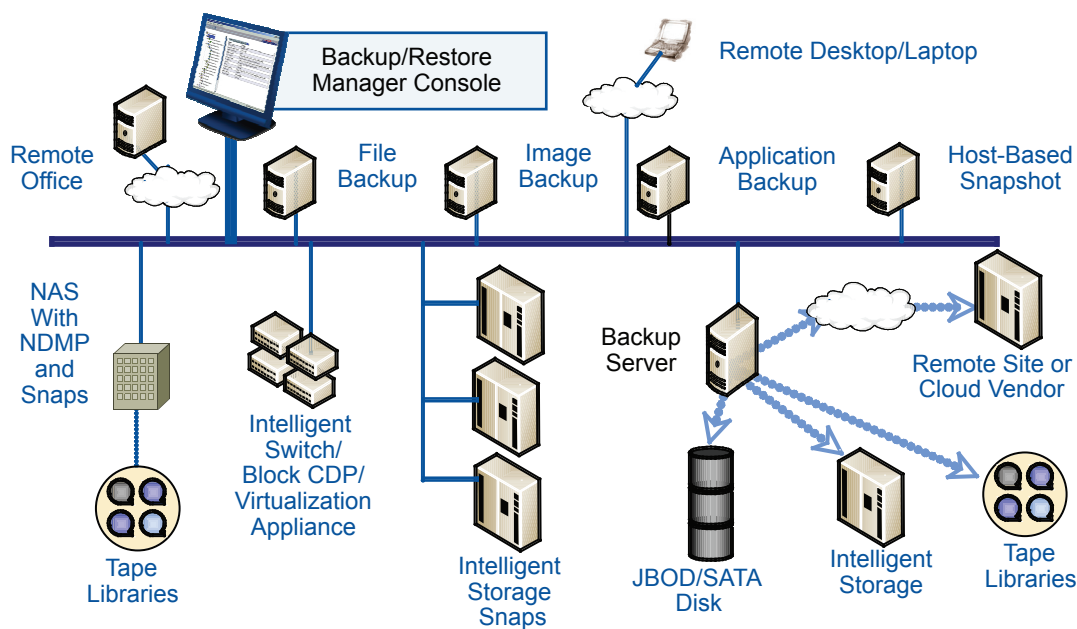 Backup/Restore
Manager Console
Remote Desktop/Laptop
Remote
Office
File
Backup
Image
Backup
Application
Backup
Host-Based
Snapshot
NAS
With
NDMP
and
Snaps
Tape
Libraries
Intelligent
Switch/
Block CDP/
Virtualization
Appliance
Intelligent
Storage
Snaps
Backup
Server
Remote Site or
Cloud Vendor
JBOD/SATA
Disk
Intelligent
Storage
Tape
Libraries